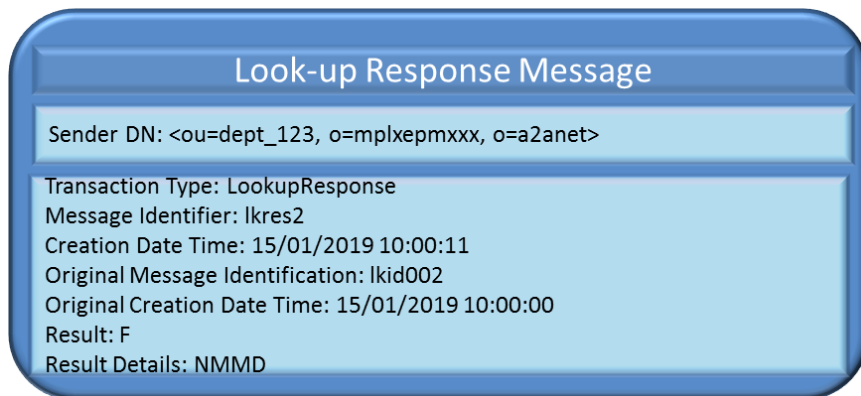 Look-up Response Message
Sender DN: <ou=dept_123, o=mplxepmxxx, o=a2anet>
Transaction Type: LookupResponse
Message Identifier: lkres2
Creation Date Time: 15/01/2019 10:00:11
Original Message Identification: lkid002
Original Creation Date Time: 15/01/2019 10:00:00
Result: F
Result Details: NMMD